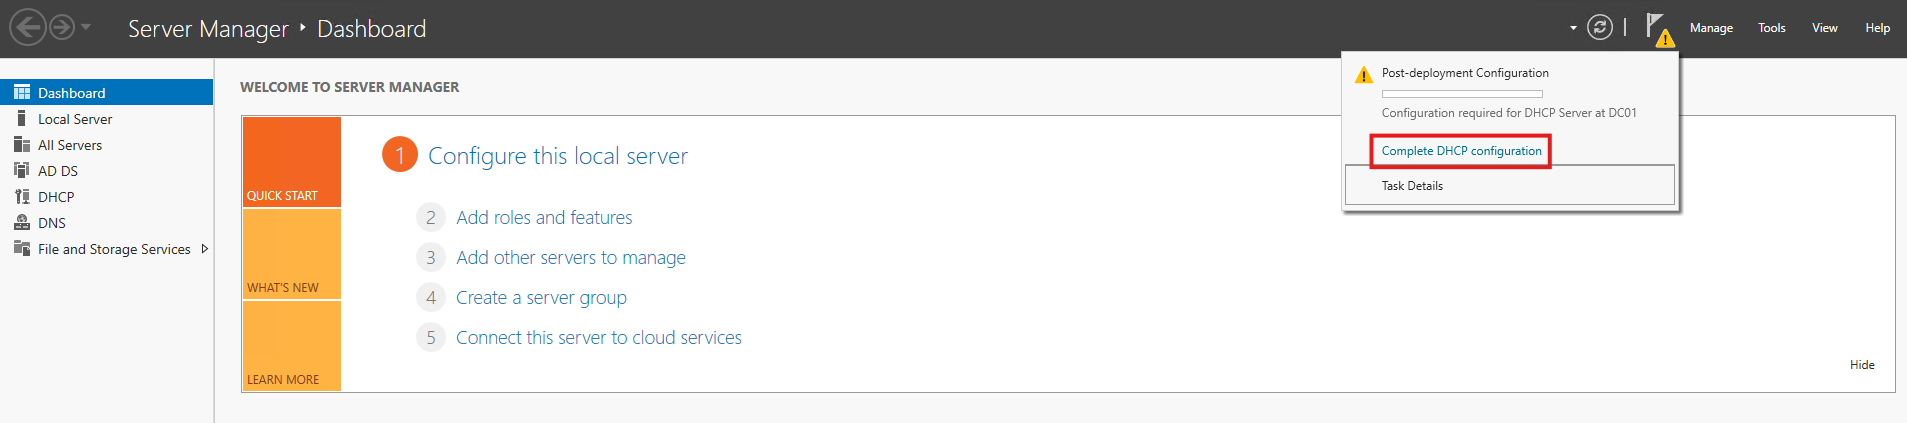 Server Manager ‣ Dashboard
Manage
Tools
View
Help
Dashboard
Local Server
All Servers
AD DS
DHCP
DNS
File and Storage Services
WELCOME TO SERVER MANAGER
QUICK START
WHAT'S NEW
LEARN MORE
1 Configure this local server
2 Add roles and features
3 Add other servers to manage
4 Create a server group
5 Connect this server to cloud services
Hide
Post-deployment Configuration
Configuration required for DHCP Server at DC01
Complete DHCP configuration
Task Details